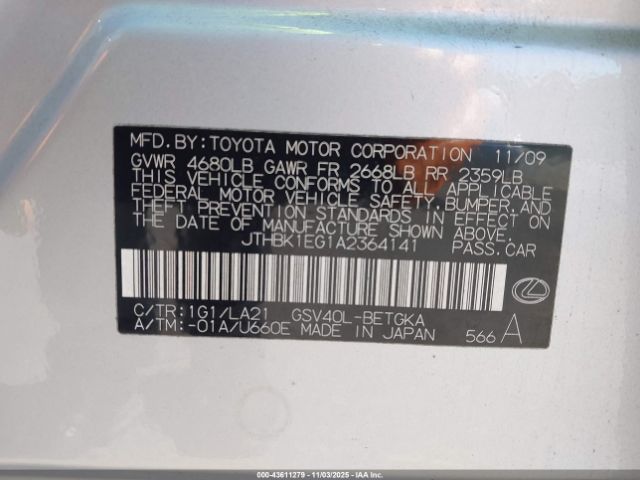 MFD.BY:TOYOTA MOTOR CORPORATION 11/09
GVWR 4680LB GAWR FR 2668LB RR 2359LB
THIS VEHICLE CONFORMS TO ALL APPLICABLE
FEDERAL MOTOR VEHICLE SAFETY,BUMPER,AND
THEFT PREVENTION STANDARDS IN EFFECT ON
THE DATE OF MANUFACTURE SHOWN ABOVE.
JTHBK1EG1A2364141 PASS.CAR
C/TR:1G1/LA21 GSV40L-BETGKA
A/TM:-01A/U660E MADE IN JAPAN 566 A
000-43611279 - 11/03/2025 - IAAI, Inc.